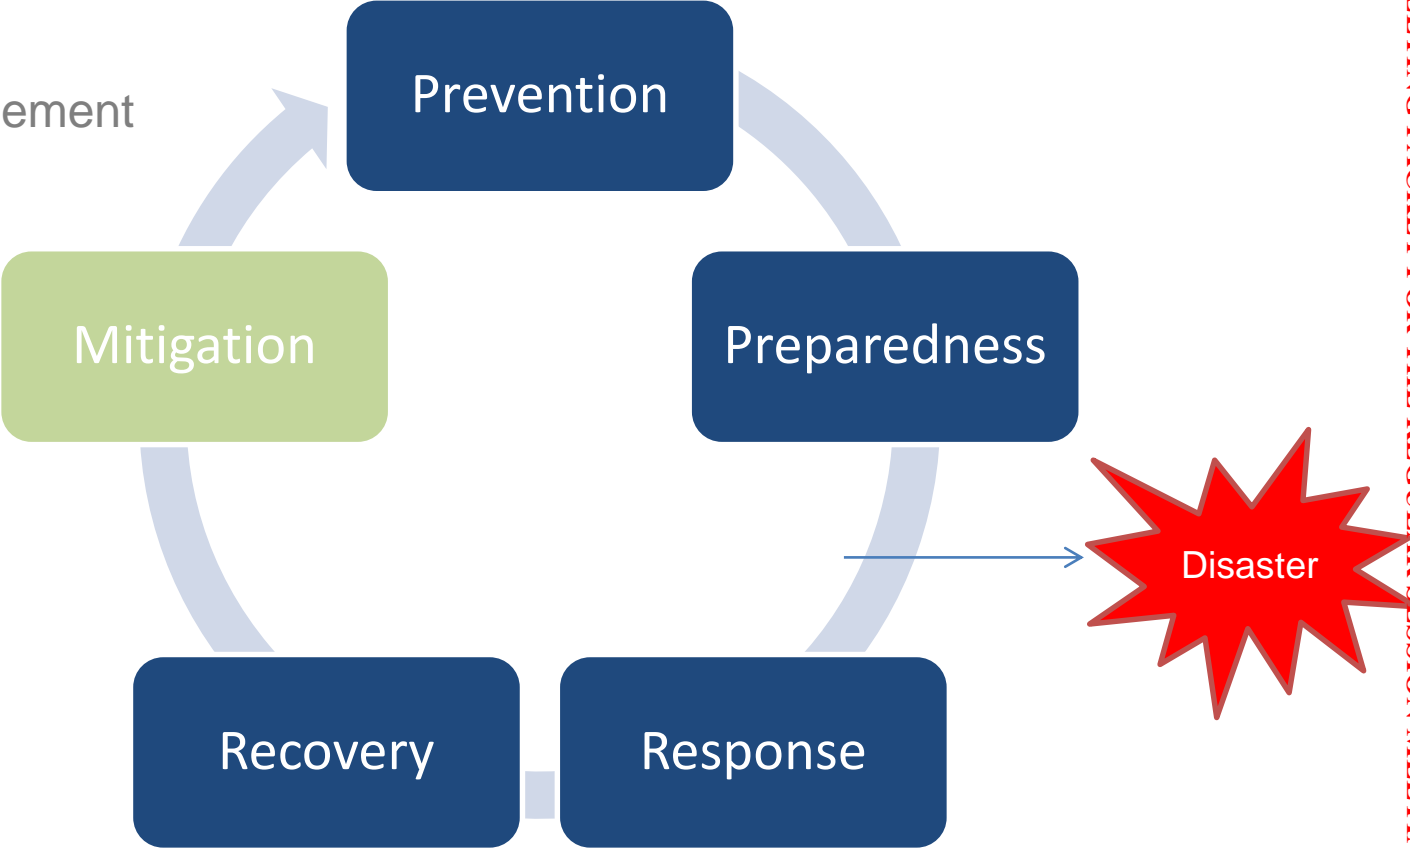 Prevention
ement
Mitigation
Preparedness
Disaster
Recovery
Response